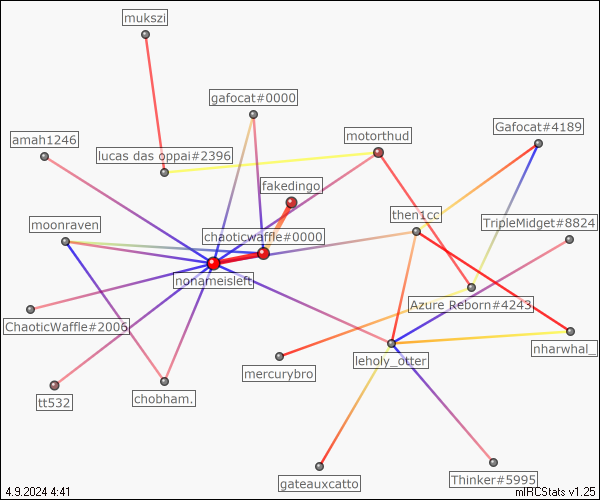 mukszi
gafocat#0000
Gafocat#4189
motorthud
amah1246
lucas das oppai#2396
fakedingo
then1cc
TripleMidget#8824
moonraven
chaoticwaffle#0000
nonameisleft
Azure Reborn#4243
ChaoticWaffle#2006
nharwhal_
leholy_otter
mercurybro
chobham.
tt532
gateauxcatto
Thinker#5995
4.9.2024 4:41
mIRCStats v1.25